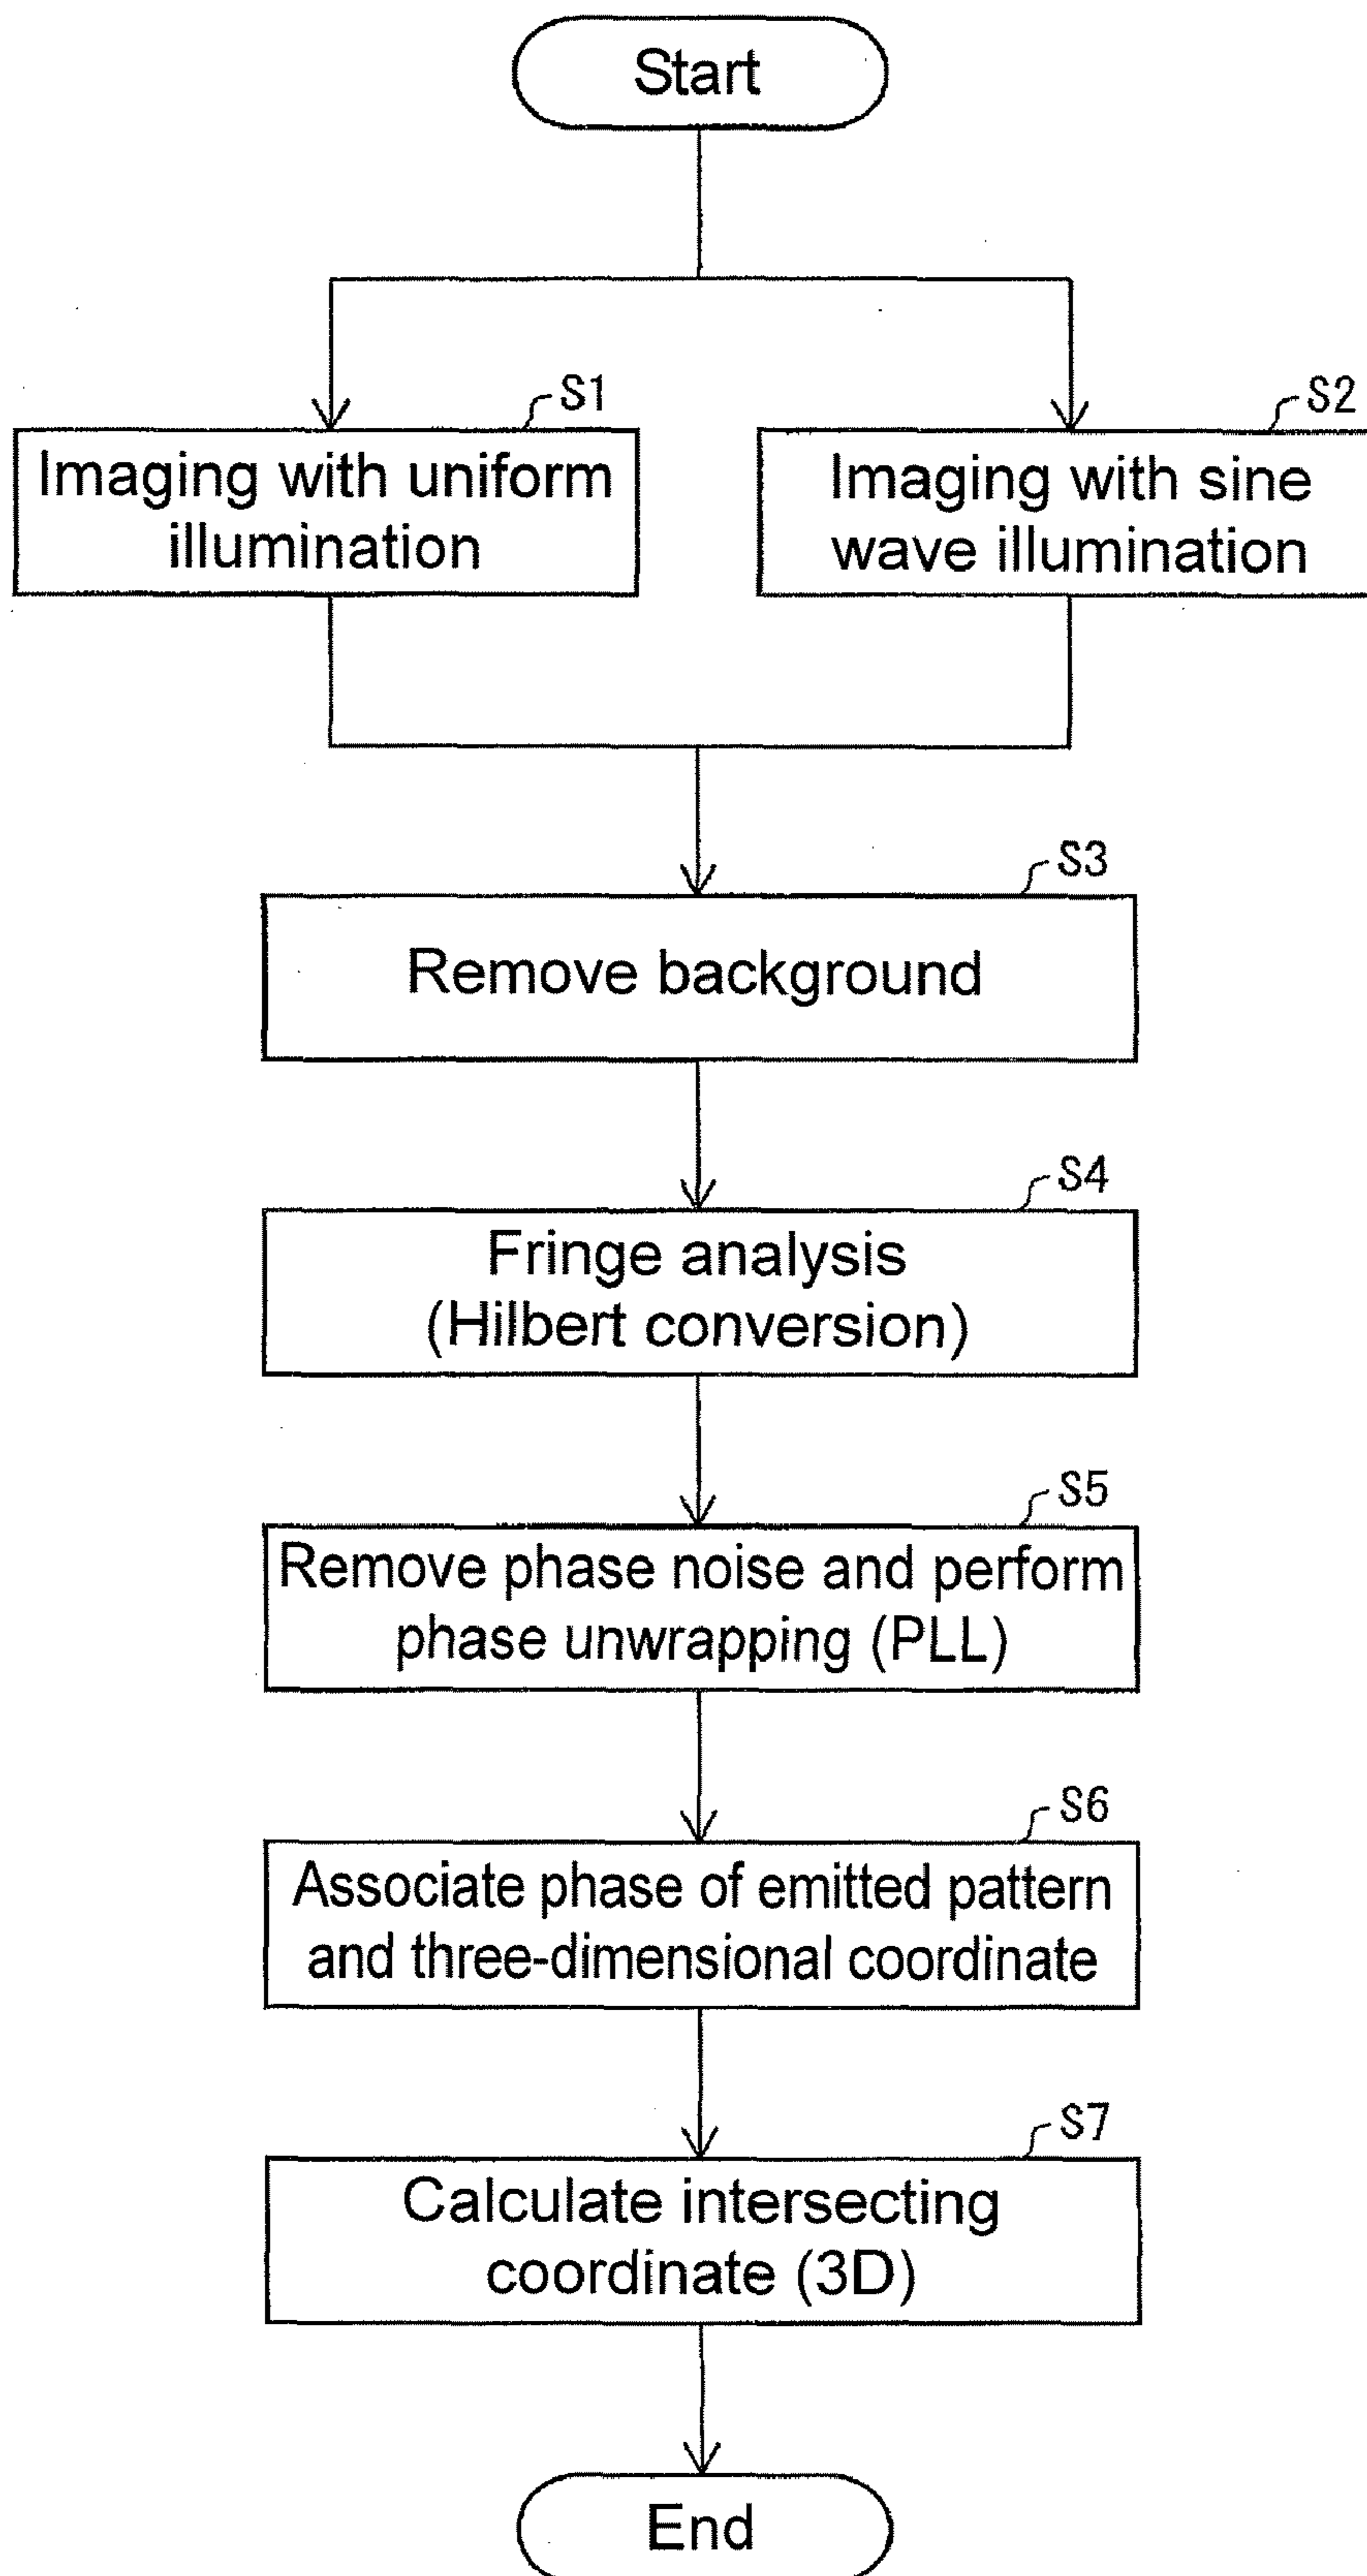 Start
S1
Imaging with uniform
illumination
S2
Imaging with sine
wave illumination
S3
Remove background
S4
Fringe analysis
(Hilbert conversion)
S5
Remove phase noise and perform
phase unwrapping (PLL)
S6
Associate phase of emitted pattern
and three-dimensional coordinate
S7
Calculate intersecting
coordinate (3D)
End